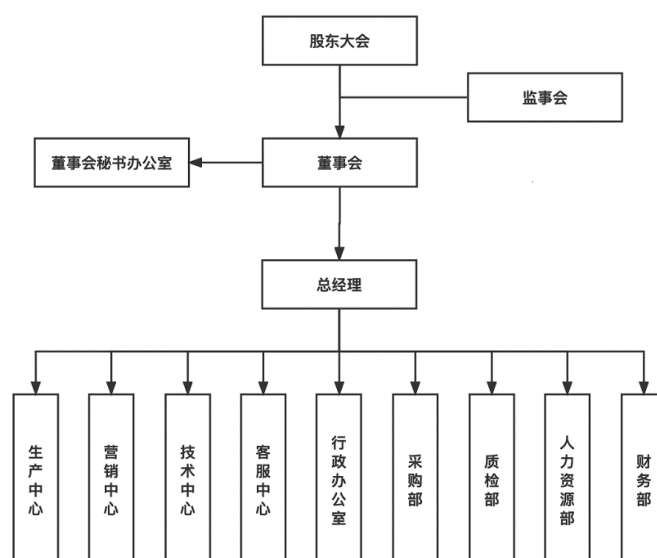 股东大会
监事会
董事会秘书办公室
董事会
总经理
生产中心
营销中心
技术中心
客服中心
行政办公室
采购部
质检部
人力资源部
财务部